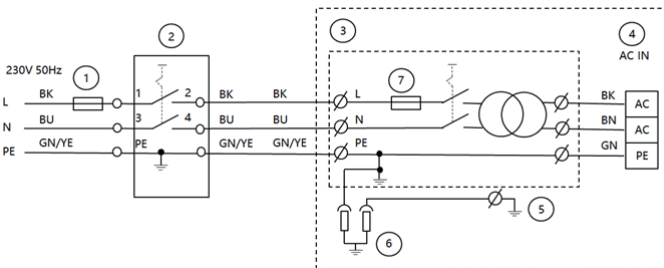 3
4
2
AC IN
230V 50Hz
1
7
L BK 1 2 BK BK L BK AC
N BU 3 4 BU BU N BN AC
PE GN/YE PE GN/YE GN/YE PE GN PE
5
6